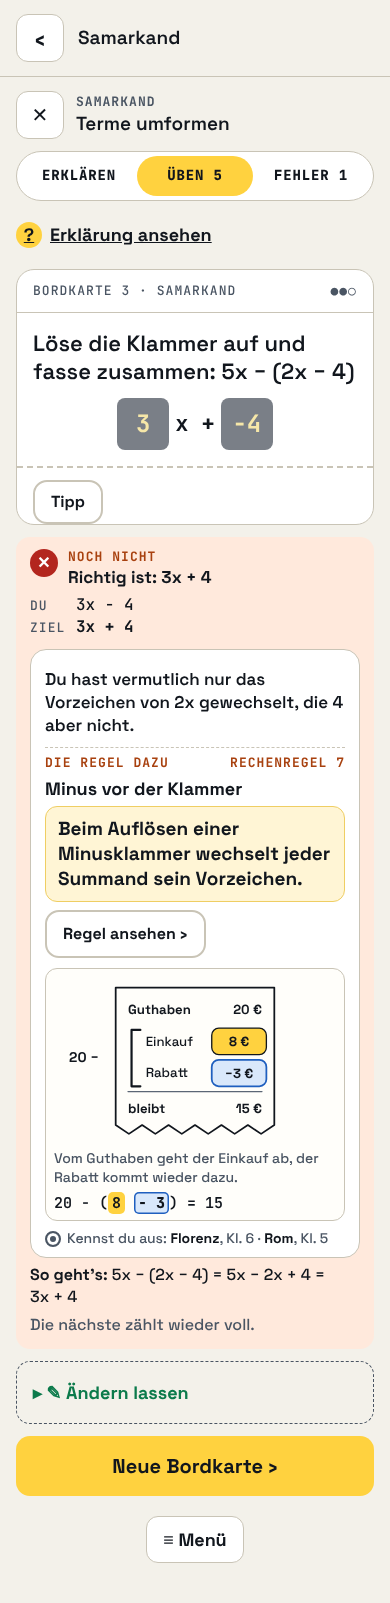 < Samarkand
✕ SAMARKAND
Terme umformen
ERKLÄREN ÜBEN 5 FEHLER 1
? Erklärung ansehen
BORDKARTE 3 · SAMARKAND ●●○
Löse die Klammer auf und
fasse zusammen: 5x − (2x − 4)
3 x + -4
Tipp
✕ NOCH NICHT
Richtig ist: 3x + 4
DU 3x - 4
ZIEL 3x + 4
Du hast vermutlich nur das
Vorzeichen von 2x gewechselt, die 4
aber nicht.
DIE REGEL DAZU RECHENREGEL 7
Minus vor der Klammer
Beim Auflösen einer
Minusklammer wechselt jeder
Summand sein Vorzeichen.
Regel ansehen >
Guthaben 20 €
Einkauf 8 €
20 − Rabatt −3 €
bleibt 15 €
Vom Guthaben geht der Einkauf ab, der
Rabatt kommt wieder dazu.
20 - (8 - 3) = 15
Kennst du aus: Florenz, Kl. 6 · Rom, Kl. 5
So geht's: 5x − (2x − 4) = 5x − 2x + 4 =
3x + 4
Die nächste zählt wieder voll.
▸ ✎ Ändern lassen
Neue Bordkarte >
≡ Menü